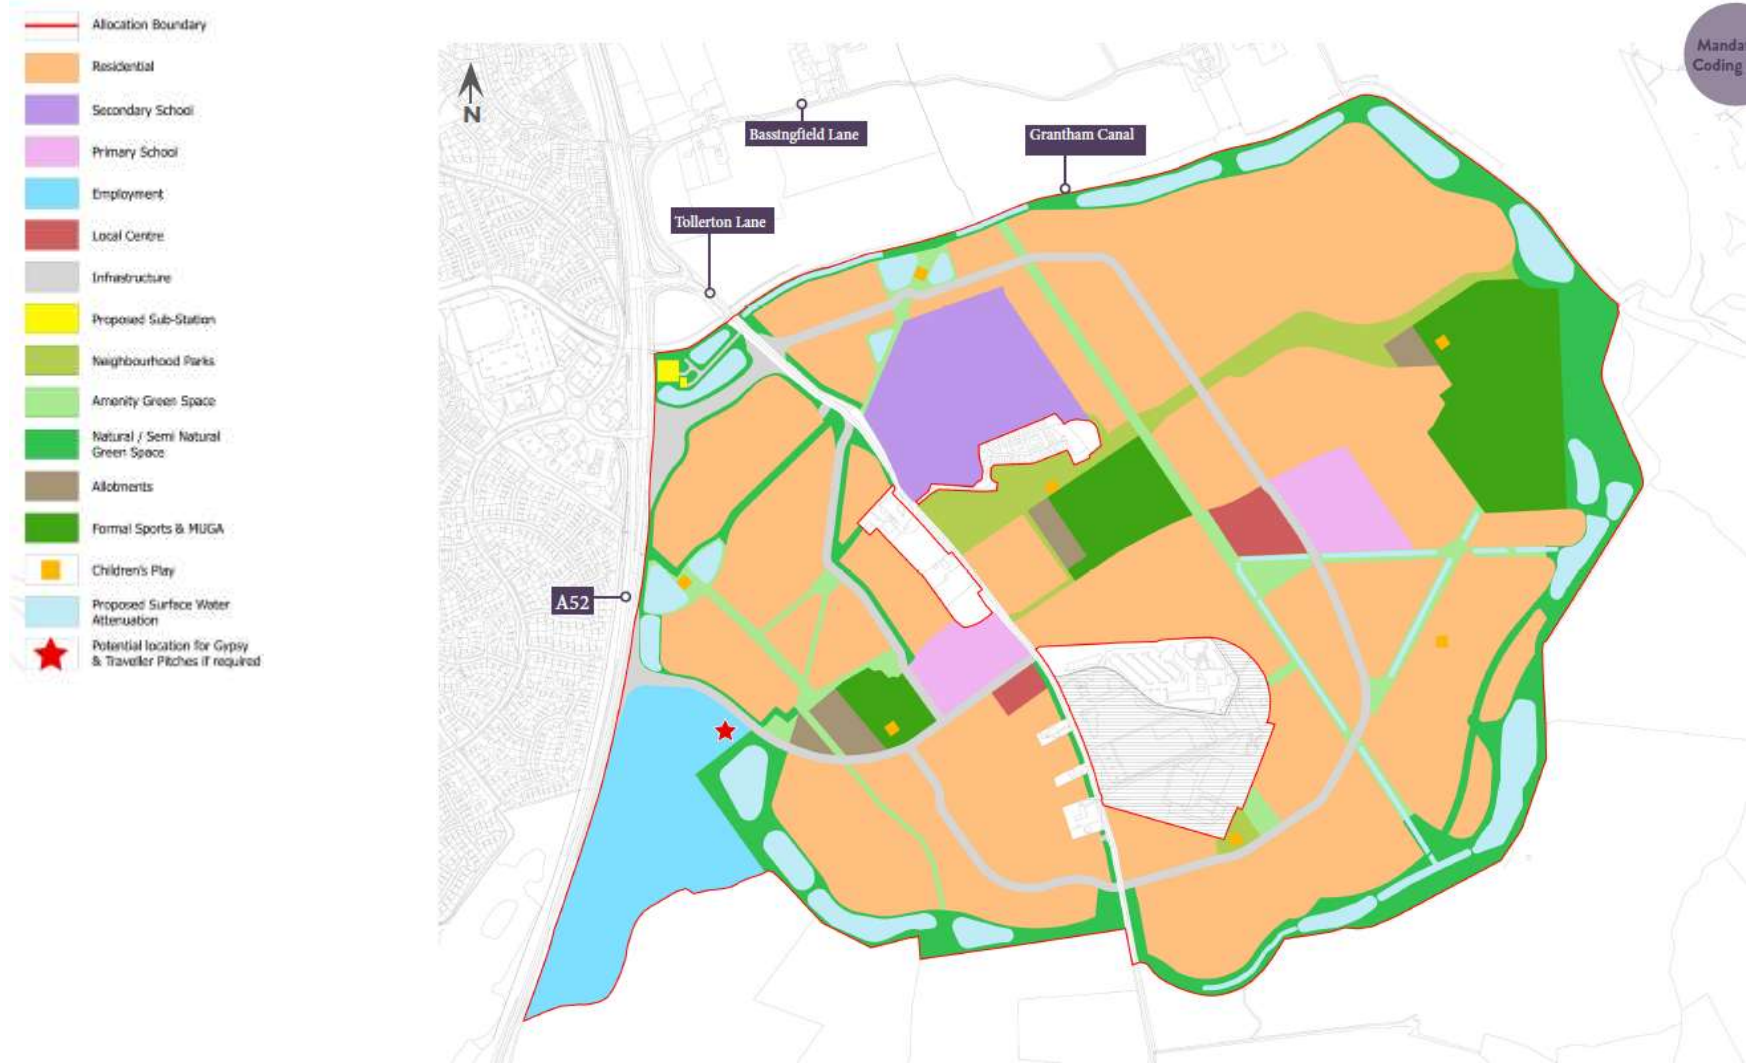 Allocation Boundary
Residential
Secondary School
Primary School
Employment
Local Centre
Infrastructure
Proposed Sub-Station
Neighbourhood Parks
Amenity Green Space
Natural / Semi Natural
Green Space
Allotments
Formal Sports & MUGA
Children's Play
Proposed Surface Water
Attenuation
Potential location for Gypsy
& Traveller Pitches if required
N
Bassingfield Lane
Grantham Canal
Tollerton Lane
A52
Manda
Coding